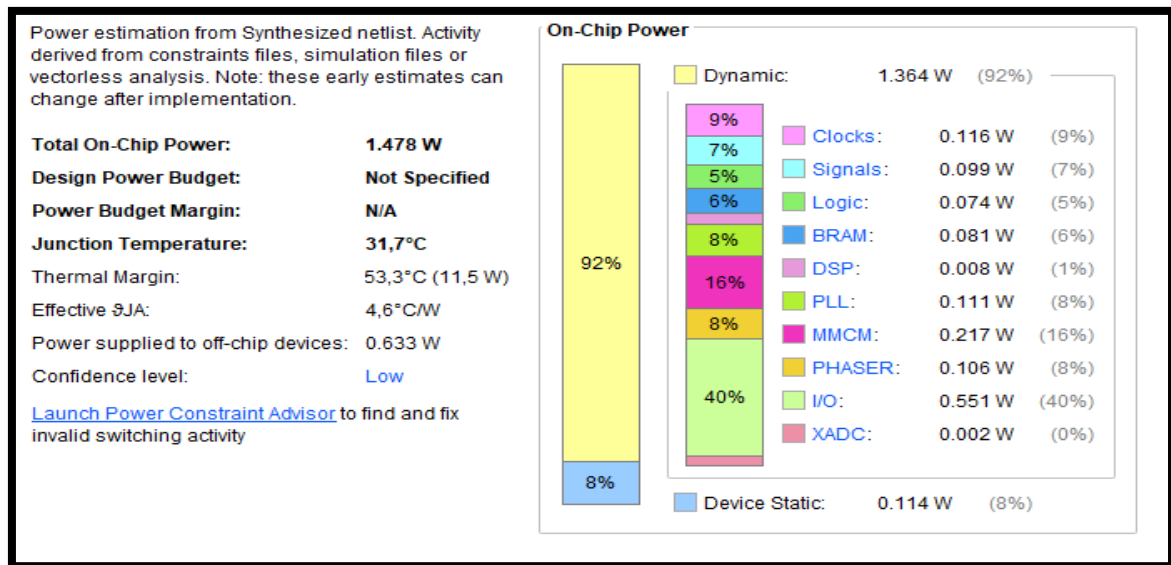 Power estimation from Synthesized netlist. Activity
derived from constraints files, simulation files or
vectorless analysis. Note: these early estimates can
change after implementation.
Total On-Chip Power: 1.478 W
Design Power Budget: Not Specified
Power Budget Margin: N/A
Junction Temperature: 31,7°C
Thermal Margin: 53,3°C (11,5 W)
Effective ϑJA: 4,6°C/W
Power supplied to off-chip devices: 0.633 W
Confidence level: Low
Launch Power Constraint Advisor to find and fix
invalid switching activity
On-Chip Power
92%
8%
Dynamic: 1.364 W (92%)
9%
7%
5%
6%
8%
16%
8%
40%
Clocks: 0.116 W (9%)
Signals: 0.099 W (7%)
Logic: 0.074 W (5%)
BRAM: 0.081 W (6%)
DSP: 0.008 W (1%)
PLL: 0.111 W (8%)
MMCM: 0.217 W (16%)
PHASER: 0.106 W (8%)
I/O: 0.551 W (40%)
XADC: 0.002 W (0%)
Device Static: 0.114 W (8%)